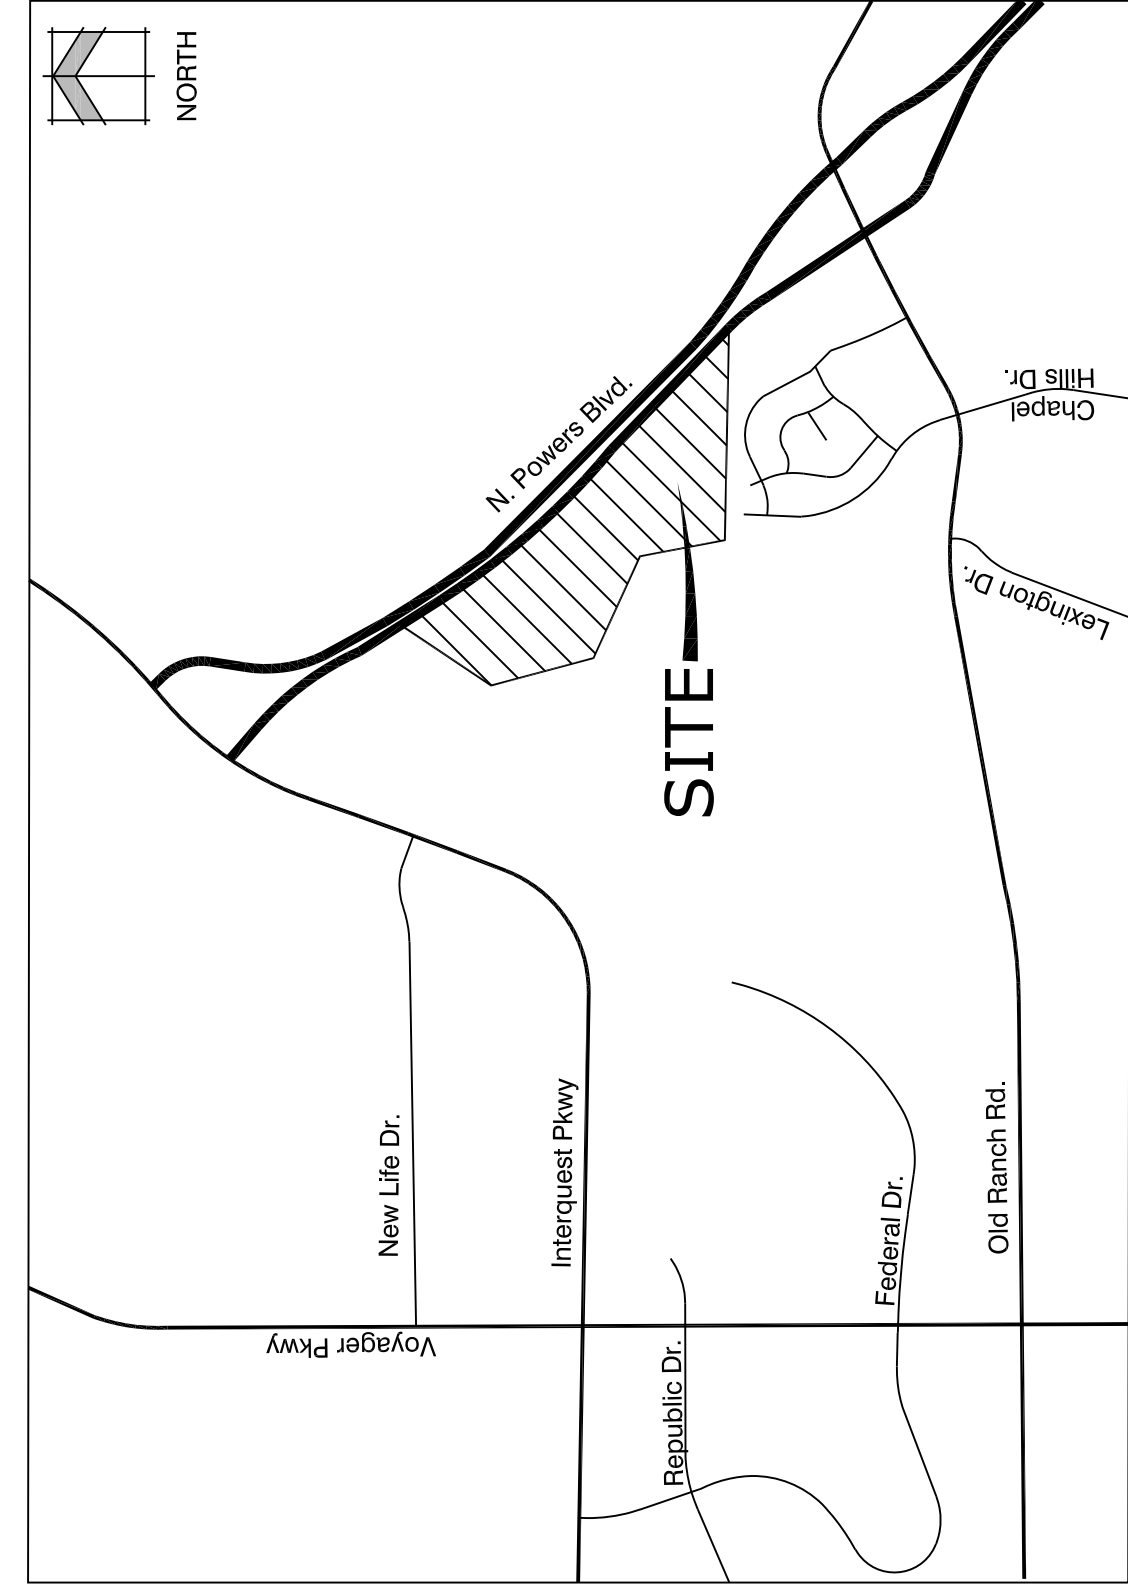 NORTH
N. Powers Blvd.
Chapel
Hills Dr.
Lexington Dr.
SITE
New Life Dr.
Interquest Pkwy
Federal Dr.
Old Ranch Rd.
Voyager Pkwy
Republic Dr.